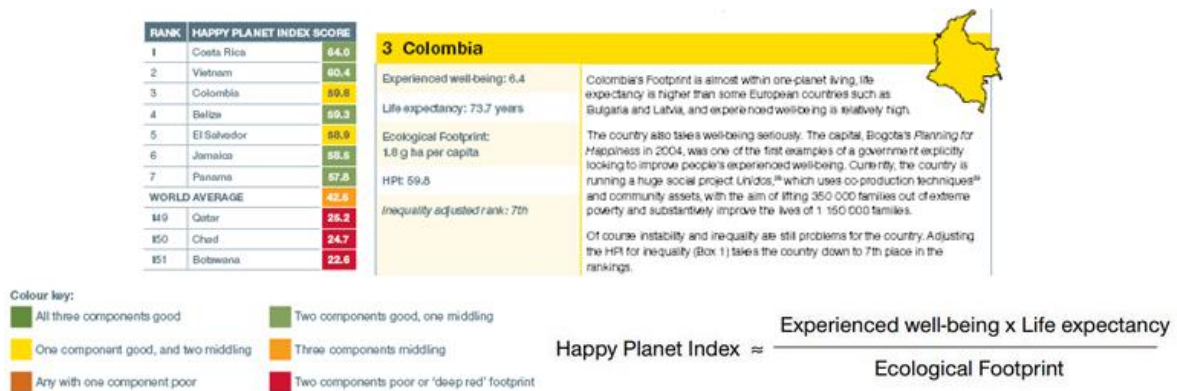 RANK HAPPY PLANET INDEX SCORE
1 Costa Rica 64.0
2 Vietnam 60.4
3 Colombia 59.8
4 Belize 59.3
5 El Salvador 58.9
6 Jamaica 58.5
7 Panama 57.8
WORLD AVERAGE 42.5
149 Qatar 25.2
150 Chad 24.7
151 Botswana 22.6
3 Colombia
Experienced well-being: 6.4
Life expectancy: 73.7 years
Ecological Footprint:
1.8 g ha per capita
HPI: 59.8
Inequality adjusted rank: 7th
Colombia's Footprint is almost within one-planet living, life
expectancy is higher than some European countries such as
Bulgaria and Latvia, and experienced well-being is relatively high.
The country also takes well-being seriously. The capital, Bogota's Planning for
Happiness in 2004, was one of the first examples of a government explicitly
looking to improve people's experienced well-being. Currently, the country is
running a huge social project Unidos, which uses co-production techniques
and community assets, with the aim of lifting 350 000 families out of extreme
poverty and substantively improve the lives of 1 150 000 families.
Of course instability and inequality are still problems for the country. Adjusting
the HPI for inequality (Box 1) takes the country down to 7th place in the
rankings.
Colour key:
All three components good
Two components good, one middling
One component good, and two middling
Three components middling
Any with one component poor
Two components poor or 'deep red' footprint
Happy Planet Index ≈
Experienced well-being x Life expectancy
Ecological Footprint